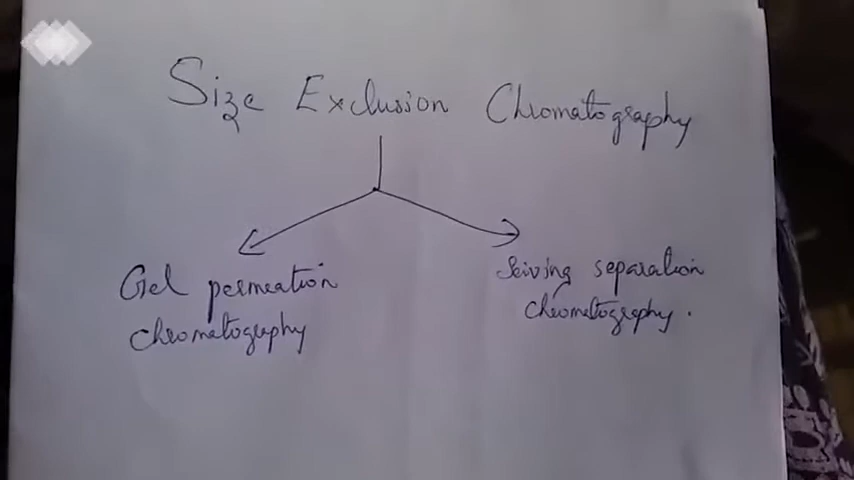 Size Exclusion Chromatography
Gel permeation
chromatography
Seiving separation
chromatography.